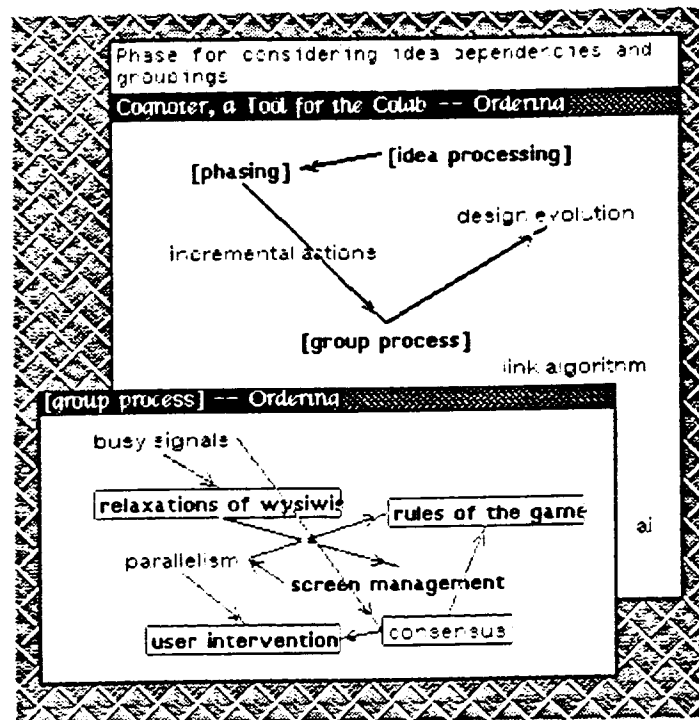 Phase for considering idea dependencies and
groupings
Cognoter, a Tool for the Colab -- Ordering
[phasing]
[idea processing]
design evolution
incremental actions
[group process]
link algorithm
[group process] -- Ordering
busy signals
relaxations of wysiwis
rules of the game
ai
parallelism
screen management
user intervention
consensus